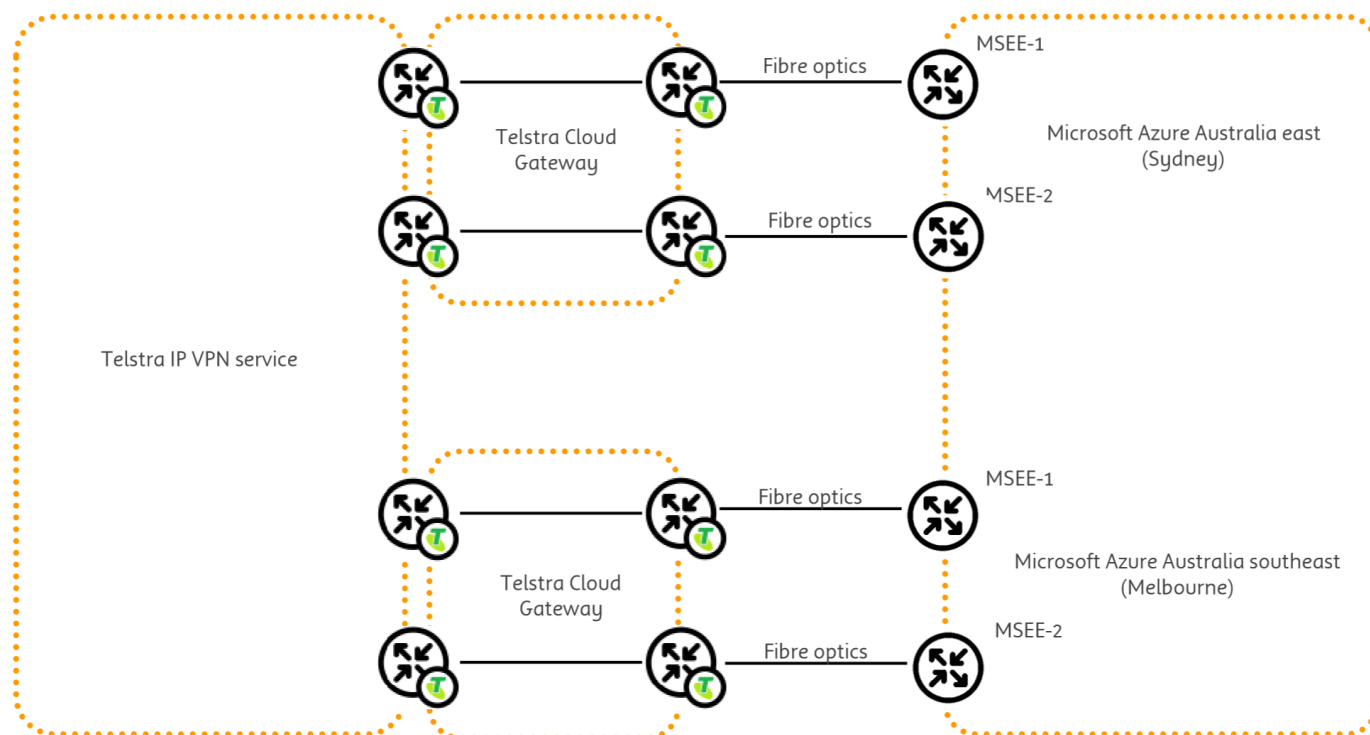 MSEE-1
Fibre optics
Microsoft Azure Australia east
(Sydney)
Telstra Cloud
Gateway
MSEE-2
Fibre optics
Telstra IP VPN service
MSEE-1
Fibre optics
Microsoft Azure Australia southeast
(Melbourne)
Telstra Cloud
Gateway
MSEE-2
Fibre optics
T
T
T
T
T
T
T
T